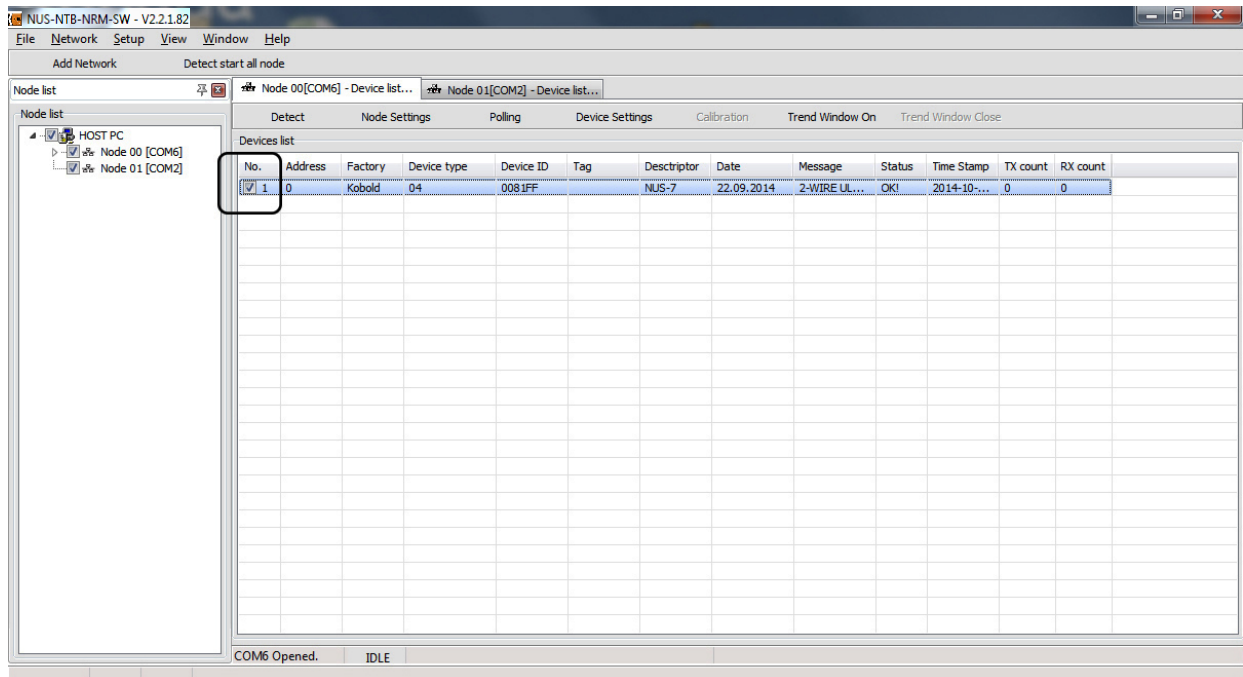 NUS-NTB-NRM-SW - V2.2.1.82
File Network Setup View Window Help
Add Network Detect start all node
Node list
Node 00[COM6] - Device list... Node 01[COM2] - Device list...
Node list
HOST PC
Node 00 [COM6]
Node 01 [COM2]
Detect Node Settings Polling Device Settings Calibration Trend Window On Trend Window Close
Devices list
No. Address Factory Device type Device ID Tag Desctriptor Date Message Status Time Stamp TX count RX count
1 0 Kobold 04 0081FF NUS-7 22.09.2014 2-WIRE UL... OK! 2014-10-... 0 0
COM6 Opened. IDLE